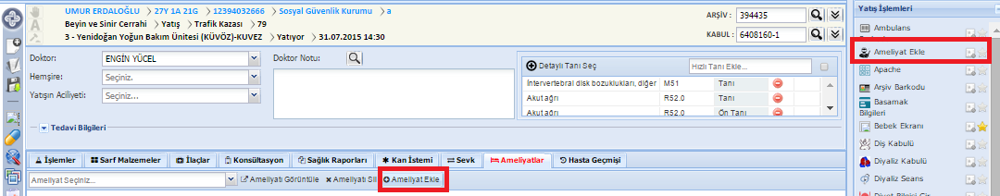 UMUR ERDALOĞLU > 27Y 1A 21G > 12394032666 > Sosyal Güvenlik Kurumu > a
Beyin ve Sinir Cerrahi > Yatış > Trafik Kazası > 79
3 - Yenidoğan Yoğun Bakım Ünitesi (KÜVÖZ)-KUVEZ > Yatıyor > 31.07.2015 14:30
ARŞİV : 394435
KABUL : 6408160-1
Doktor: ENGİN YÜCEL
Hemşire: Seçiniz.
Yatışın Aciliyeti: Seçiniz...
Doktor Notu:
Detaylı Tanı Seç Hızlı Tanı Ekle...
İntervertebral disk bozuklukları, diğer M51 Tanı
Akut ağrı R52.0 Tanı
Akut ağrı R52.0 Ön Tanı
Tedavi Bilgileri
İşlemler Sarf Malzemeler İlaçlar Konsültasyon Sağlık Raporları Kan İstemi Sevk Ameliyatlar Hasta Geçmişi
Ameliyat Seçiniz... Ameliyatı Görüntüle Ameliyatı Sil Ameliyat Ekle
Yatış İşlemleri
Ambulans
Ameliyat Ekle
Apache
Arşiv Barkodu
Basamak
Bilgileri
Bebek Ekranı
Diş Kabulü
Diyaliz Kabulü
Diyaliz Seans